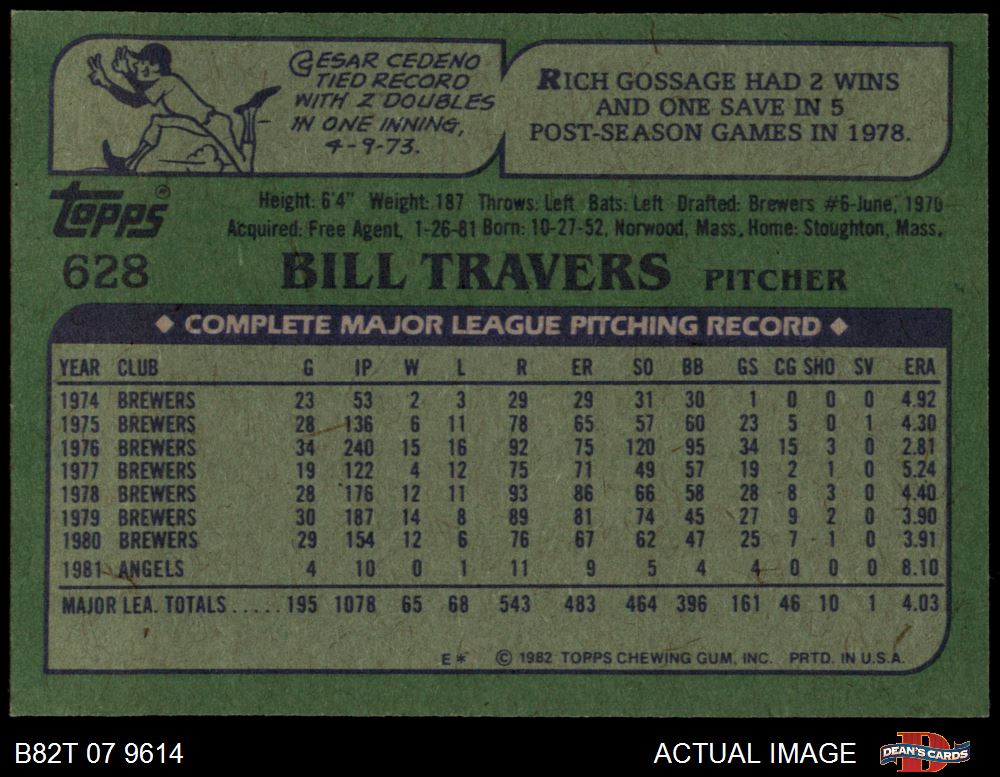 CESAR CEDENO
TIED RECORD
WITH 2 DOUBLES
IN ONE INNING,
4-9-73.
RICH GOSSAGE HAD 2 WINS
AND ONE SAVE IN 5
POST-SEASON GAMES IN 1978.
Topps®
Height: 6'4" Weight: 187 Throws: Left Bats: Left Drafted: Brewers #6-June, 1970
Acquired: Free Agent, 1-26-81 Born: 10-27-52, Norwood, Mass. Home: Stoughton, Mass.
628 BILL TRAVERS PITCHER
◆ COMPLETE MAJOR LEAGUE PITCHING RECORD ◆
YEAR CLUB G IP W L R ER SO BB GS CG SHO SV ERA
1974 BREWERS 23 53 2 3 29 29 31 30 1 0 0 0 4.92
1975 BREWERS 28 136 6 11 78 65 57 60 23 5 0 1 4.30
1976 BREWERS 34 240 15 16 92 75 120 95 34 15 3 0 2.81
1977 BREWERS 19 122 4 12 75 71 49 57 19 2 1 0 5.24
1978 BREWERS 28 176 12 11 93 86 66 58 28 8 3 0 4.40
1979 BREWERS 30 187 14 8 89 81 74 45 27 9 2 0 3.90
1980 BREWERS 29 154 12 6 76 67 62 47 25 7 1 0 3.91
1981 ANGELS 4 10 0 1 11 9 5 4 4 0 0 0 8.10
MAJOR LEA. TOTALS..... 195 1078 65 68 543 483 464 396 161 46 10 1 4.03
E* © 1982 TOPPS CHEWING GUM, INC. PRTD. IN U.S.A.
B82T 07 9614 ACTUAL IMAGE DEAN'S CARDS